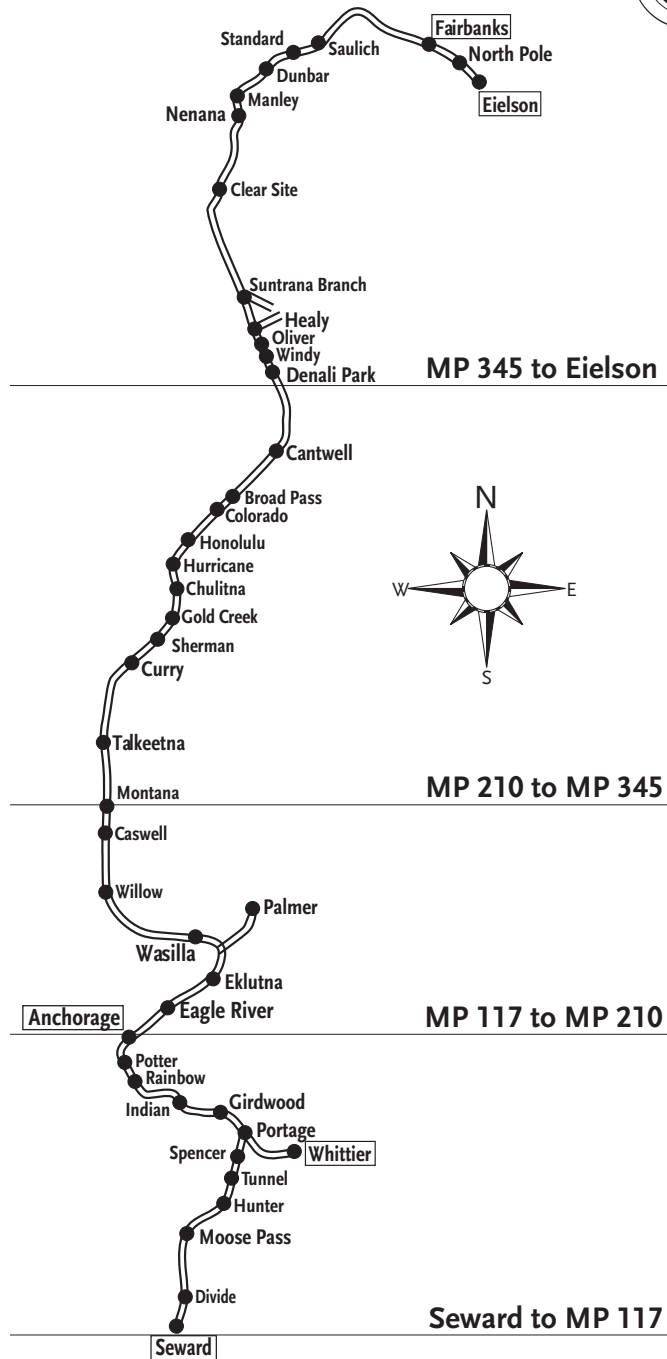 Fairbanks
Standard
Saulich
North Pole
Dunbar
Manley
Eielson
Nenana
Clear Site
Suntrana Branch
Healy
Oliver
Windy
Denali Park
MP 345 to Eielson
Cantwell
Broad Pass
Colorado
Honolulu
Hurricane
Chulitna
Gold Creek
Sherman
Curry
N
W
E
S
Talkeetna
MP 210 to MP 345
Montana
Caswell
Willow
Palmer
Wasilla
Eklutna
Eagle River
Anchorage
MP 117 to MP 210
Potter
Rainbow
Indian
Girdwood
Portage
Spencer
Whittier
Tunnel
Hunter
Moose Pass
Divide
Seward to MP 117
Seward